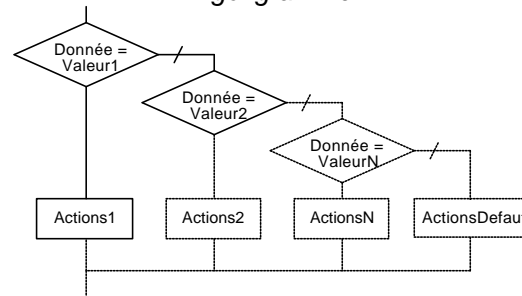 Donnée =
Valeur1
Donnée =
Valeur2
Donnée =
ValeurN
Actions1
Actions2
ActionsN
ActionsDefaut